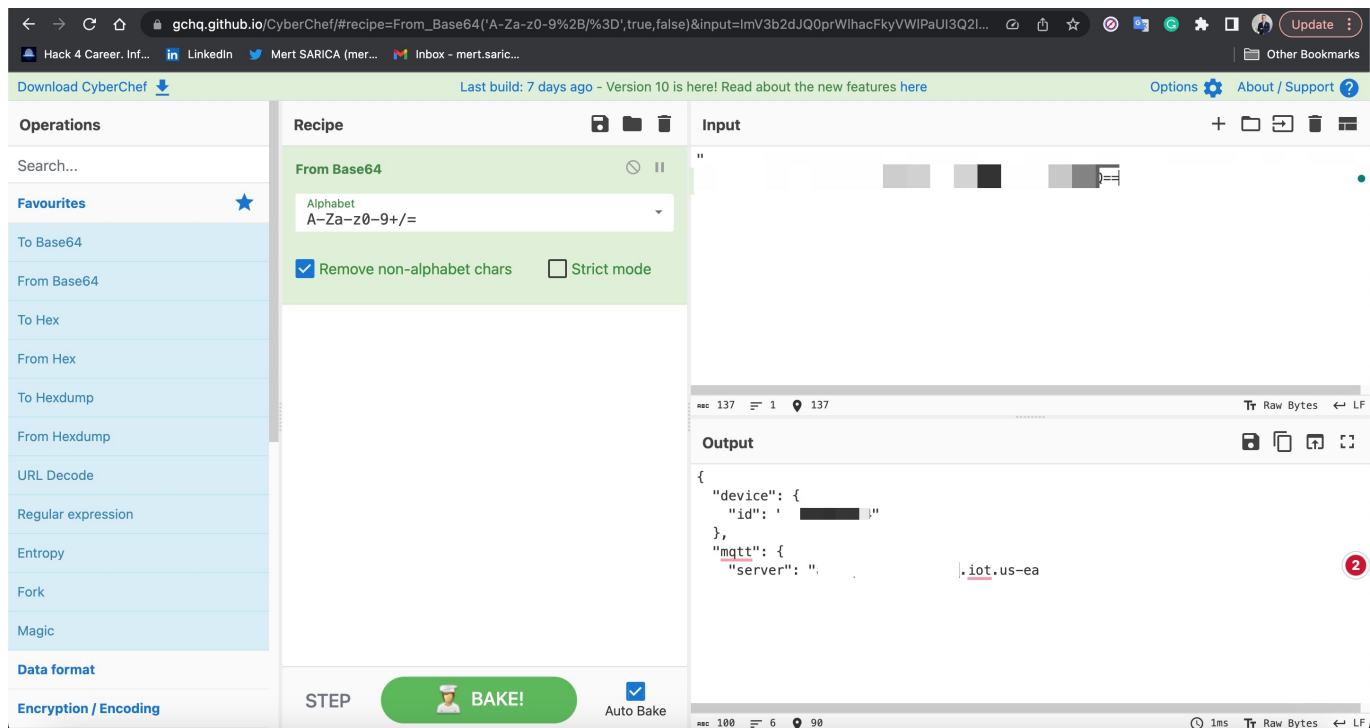 gchq.github.io/CyberChef/#recipe=From_Base64('A-Za-z0-9%2B/%3D',true,false)&input=ImV3b2dJQ0prWlhacFkyVWlPaUI3Q2l...
Update
Hack 4 Career. Inf...
LinkedIn
Mert SARICA (mer...
Inbox - mert.saric...
Other Bookmarks
Download CyberChef
Last build: 7 days ago - Version 10 is here! Read about the new features here
Options
About / Support
Operations
Search...
Favourites
To Base64
From Base64
To Hex
From Hex
To Hexdump
From Hexdump
URL Decode
Regular expression
Entropy
Fork
Magic
Data format
Encryption / Encoding
Recipe
From Base64
Alphabet
A-Za-z0-9+/=
Remove non-alphabet chars
Strict mode
STEP
BAKE!
Auto Bake
Input
"
==
ABC 137 1 137
Tт Raw Bytes LF
Output
{
"device": {
"id": ' "
},
"mqtt": {
"server": " .iot.us-ea
2
ABC 100 6 90
1ms Tт Raw Bytes LF